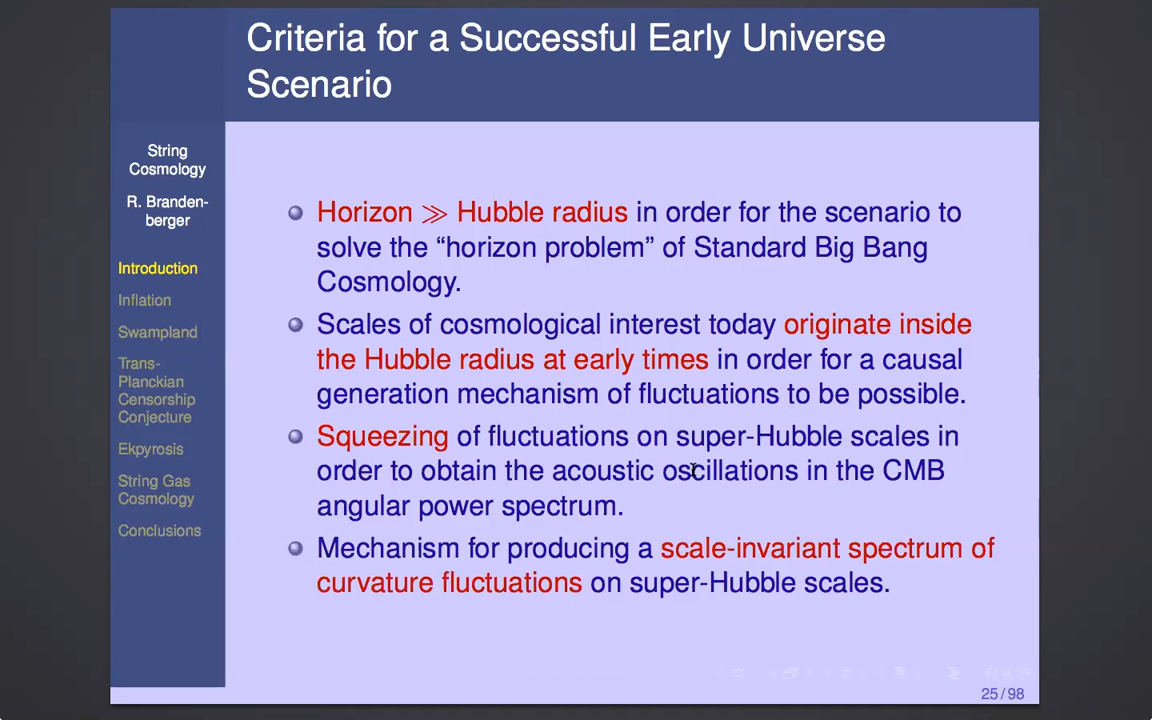 Criteria for a Successful Early Universe
Scenario
String
Cosmology
R. Branden-
berger
Introduction
Inflation
Swampland
Trans-
Planckian
Censorship
Conjecture
Ekpyrosis
String Gas
Cosmology
Conclusions
Horizon ≫ Hubble radius in order for the scenario to
solve the “horizon problem” of Standard Big Bang
Cosmology.
Scales of cosmological interest today originate inside
the Hubble radius at early times in order for a causal
generation mechanism of fluctuations to be possible.
Squeezing of fluctuations on super-Hubble scales in
order to obtain the acoustic oscillations in the CMB
angular power spectrum.
Mechanism for producing a scale-invariant spectrum of
curvature fluctuations on super-Hubble scales.
25/98